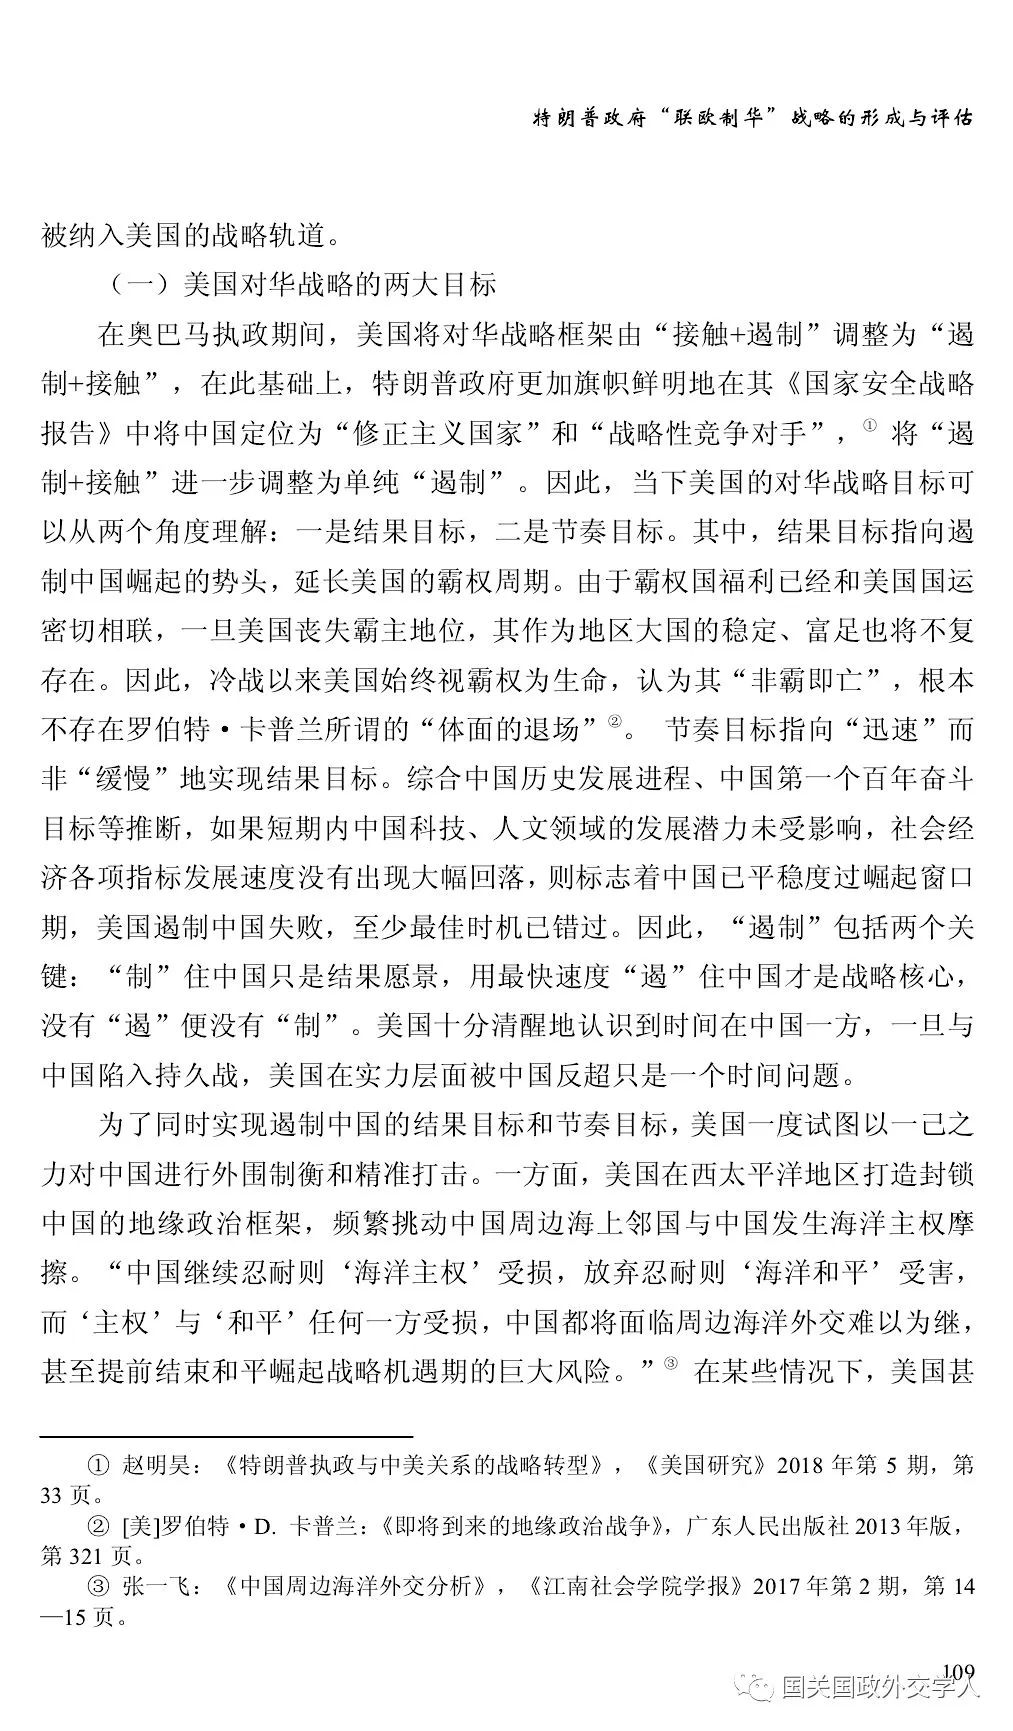 特朗普政府“联欧制华”战略的形成与评估
被纳入美国的战略轨道。
（一）美国对华战略的两大目标
在奥巴马执政期间，美国将对华战略框架由“接触+遏制”调整为“遏
制+接触”，在此基础上，特朗普政府更加旗帜鲜明地在其《国家安全战略
报告》中将中国定位为“修正主义国家”和“战略性竞争对手”，① 将“遏
制+接触”进一步调整为单纯“遏制”。因此，当下美国的对华战略目标可
以从两个角度理解：一是结果目标，二是节奏目标。其中，结果目标指向遏
制中国崛起的势头，延长美国的霸权周期。由于霸权国福利已经和美国国运
密切相联，一旦美国丧失霸主地位，其作为地区大国的稳定、富足也将不复
存在。因此，冷战以来美国始终视霸权为生命，认为其“非霸即亡”，根本
不存在罗伯特·卡普兰所谓的“体面的退场”②。 节奏目标指向“迅速”而
非“缓慢”地实现结果目标。综合中国历史发展进程、中国第一个百年奋斗
目标等推断，如果短期内中国科技、人文领域的发展潜力未受影响，社会经
济各项指标发展速度没有出现大幅回落，则标志着中国已平稳度过崛起窗口
期，美国遏制中国失败，至少最佳时机已错过。因此，“遏制”包括两个关
键：“制”住中国只是结果愿景，用最快速度“遏”住中国才是战略核心，
没有“遏”便没有“制”。美国十分清醒地认识到时间在中国一方，一旦与
中国陷入持久战，美国在实力层面被中国反超只是一个时间问题。
为了同时实现遏制中国的结果目标和节奏目标，美国一度试图以一己之
力对中国进行外围制衡和精准打击。一方面，美国在西太平洋地区打造封锁
中国的地缘政治框架，频繁挑动中国周边海上邻国与中国发生海洋主权摩
擦。“中国继续忍耐则‘海洋主权’受损，放弃忍耐则‘海洋和平’受害，
而‘主权’与‘和平’任何一方受损，中国都将面临周边海洋外交难以为继，
甚至提前结束和平崛起战略机遇期的巨大风险。”③ 在某些情况下，美国甚
① 赵明昊：《特朗普执政与中美关系的战略转型》，《美国研究》2018 年第 5 期，第
33 页。
② [美]罗伯特·D. 卡普兰：《即将到来的地缘政治战争》，广东人民出版社 2013 年版，
第 321 页。
③ 张一飞：《中国周边海洋外交分析》，《江南社会学院学报》2017 年第 2 期，第 14
—15 页。
109
国关国政外交学人